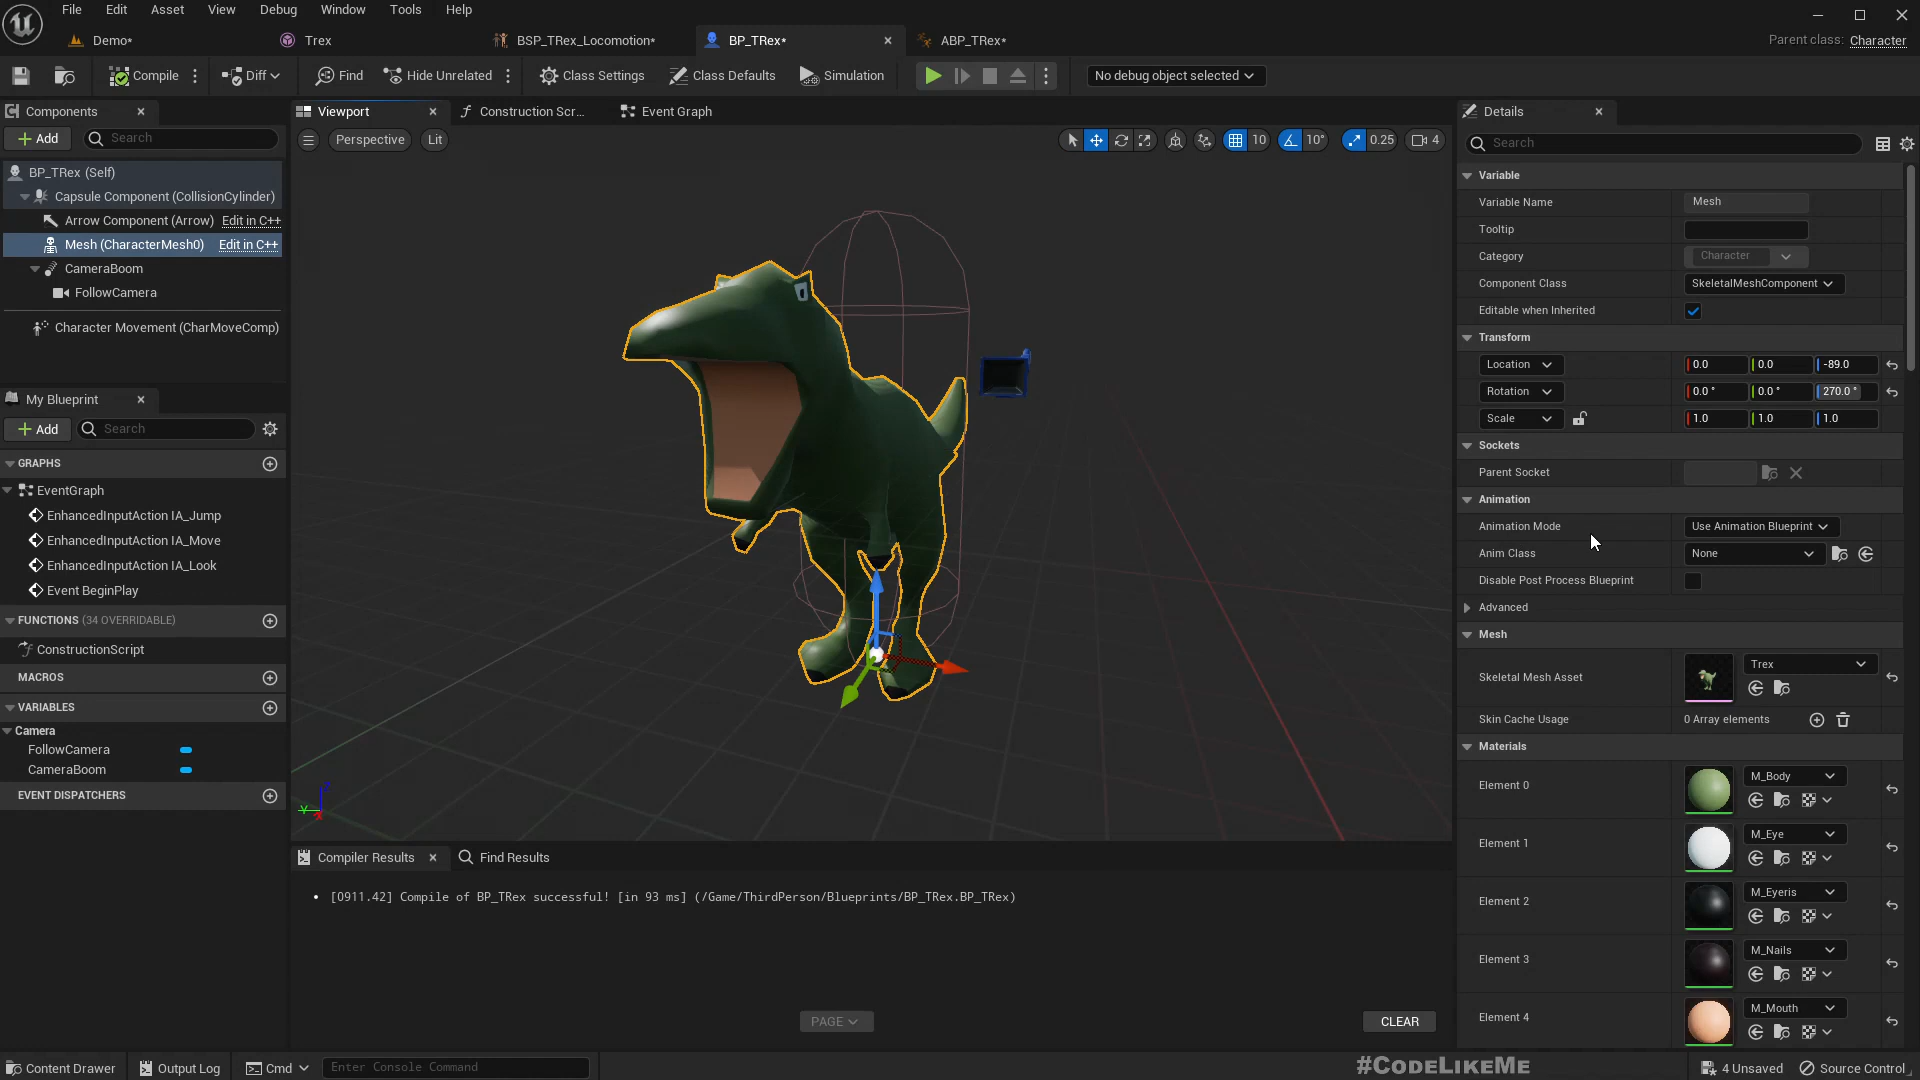 File Edit Asset View Debug Window Tools Help
Demo* Trex BSP_TRex_Locomotion* BP_TRex* ABP_TRex* Parent class: Character
Compile Diff Find Hide Unrelated Class Settings Class Defaults Simulation No debug object selected
Components Viewport Construction Scr... Event Graph Details
Add Search Perspective Lit 10 10° 0.25 4 Search
BP_TRex (Self)
Capsule Component (CollisionCylinder)
Arrow Component (Arrow) Edit in C++
Mesh (CharacterMesh0) Edit in C++
CameraBoom
FollowCamera
Character Movement (CharMoveComp)
My Blueprint
Add Search
GRAPHS
EventGraph
EnhancedInputAction IA_Jump
EnhancedInputAction IA_Move
EnhancedInputAction IA_Look
Event BeginPlay
FUNCTIONS (34 OVERRIDABLE)
ConstructionScript
MACROS
VARIABLES
Camera
FollowCamera
CameraBoom
EVENT DISPATCHERS
Compiler Results Find Results
[0911.42] Compile of BP_TRex successful! [in 93 ms] (/Game/ThirdPerson/Blueprints/BP_TRex.BP_TRex)
PAGE CLEAR
Variable
Variable Name Mesh
Tooltip
Category Character
Component Class SkeletalMeshComponent
Editable when Inherited
Transform
Location 0.0 0.0 -89.0
Rotation 0.0 ° 0.0 ° 270.0 °
Scale 1.0 1.0 1.0
Sockets
Parent Socket
Animation
Animation Mode Use Animation Blueprint
Anim Class None
Disable Post Process Blueprint
Advanced
Mesh
Skeletal Mesh Asset Trex
Skin Cache Usage 0 Array elements
Materials
Element 0 M_Body
Element 1 M_Eye
Element 2 M_Eyeris
Element 3 M_Nails
Element 4 M_Mouth
Content Drawer Output Log Cmd Enter Console Command #CODELIKEME 4 Unsaved Source Control